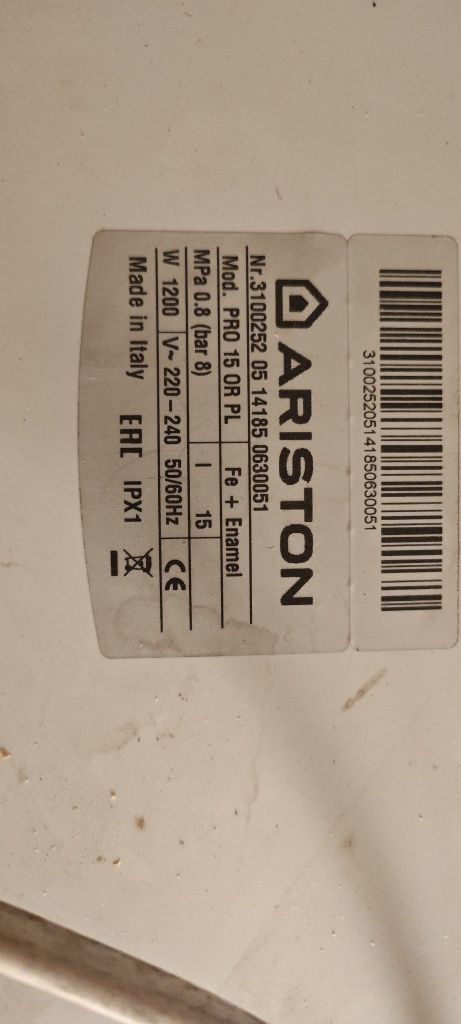 310025205141850630051
ARISTON
Nr.3100252 05 14185 0630051
Mod. PRO 15 OR PL Fe + Enamel
MPa 0.8 (bar 8) l 15
W 1200 V~ 220-240 50/60Hz CE
Made in Italy EAC IPX1